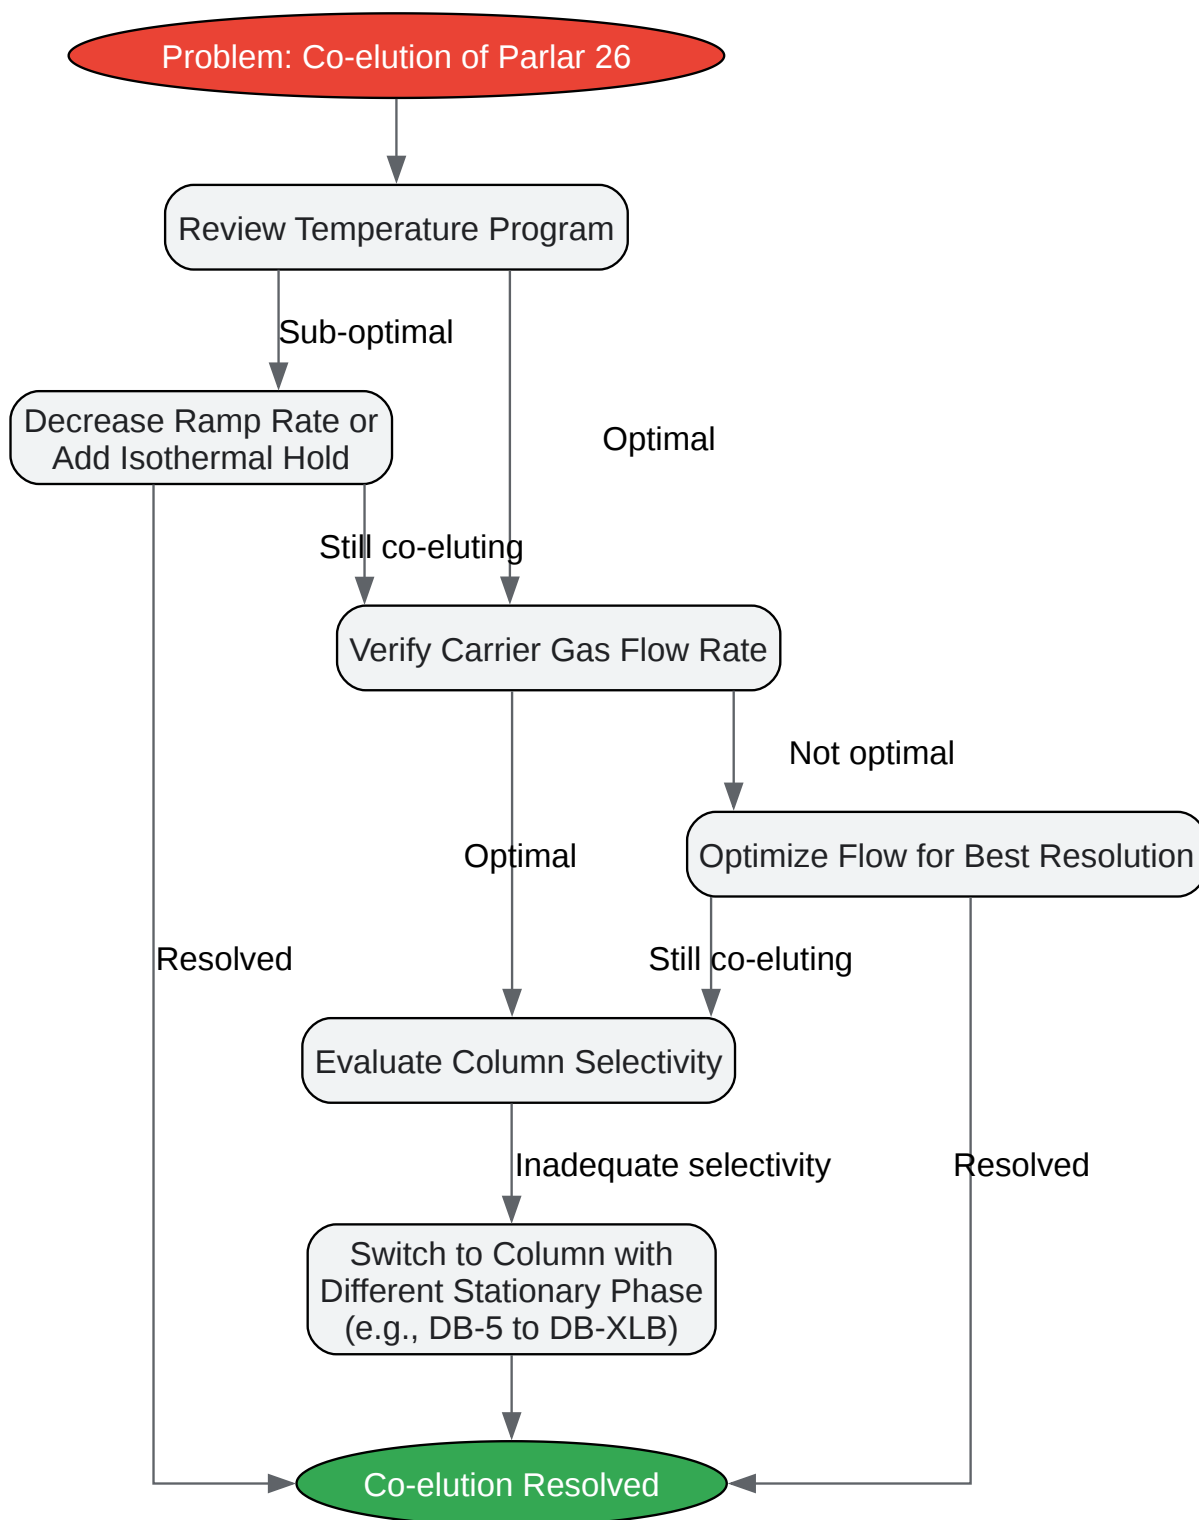 Problem: Co-elution of Parlar 26
Review Temperature Program
Sub-optimal
Decrease Ramp Rate or
Add Isothermal Hold
Optimal
Still co-eluting
Verify Carrier Gas Flow Rate
Not optimal
Optimal
Optimize Flow for Best Resolution
Resolved
Still co-eluting
Evaluate Column Selectivity
Inadequate selectivity
Resolved
Switch to Column with
Different Stationary Phase
(e.g., DB-5 to DB-XLB)
Co-elution Resolved